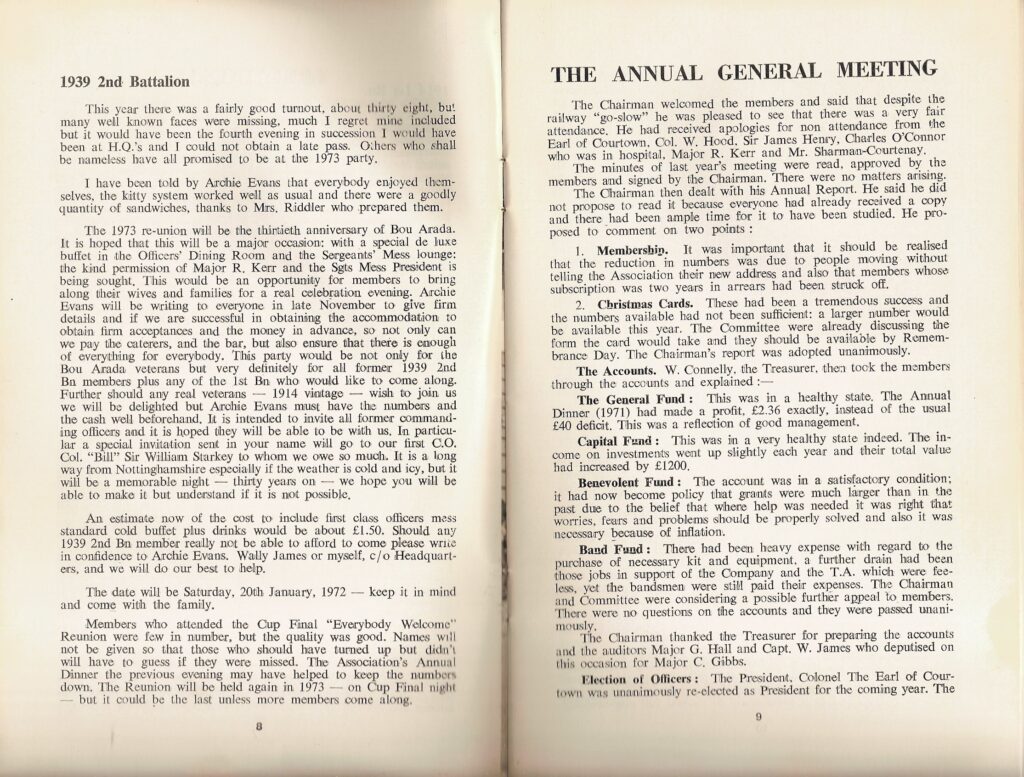 1939 2nd Battalion
This year there was a fairly good turnout, about thirty eight, but
many well known faces were missing, much I regret mine included
but it would have been the fourth evening in succession I would have
been at H.Q.'s and I could not obtain a late pass. Others who shall
be nameless have all promised to be at the 1973 party.
I have been told by Archie Evans that everybody enjoyed them-
selves, the kitty system worked well as usual and there were a goodly
quantity of sandwiches, thanks to Mrs. Riddler who prepared them.
The 1973 re-union will be the thirtieth anniversary of Bou Arada.
It is hoped that this will be a major occasion: with a special de luxe
buffet in the Officers' Dining Room and the Sergeants' Mess lounge:
the kind permission of Major R. Kerr and the Sgts Mess President is
being sought. This would be an opportunity for members to bring
along their wives and families for a real celebration evening. Archie
Evans will be writing to everyone in late November to give firm
details and if we are successful in obtaining the accommodation to
obtain firm acceptances and the money in advance, so not only can
we pay the caterers, and the bar, but also ensure that there is enough
of everything for everybody. This party would be not only for the
Bou Arada veterans but very definitely for all former 1939 2nd
Bn members plus any of the 1st Bn who would like to come along.
Further should any real veterans — 1914 vintage — wish to join us
we will be delighted but Archie Evans must have the numbers and
the cash well beforehand. It is intended to invite all former command-
ing officers and it is hoped they will be able to be with us. In particu-
lar a special invitation sent in your name will go to our first C.O.
Col. "Bill" Sir William Starkey to whom we owe so much. It is a long
way from Nottinghamshire especially if the weather is cold and icy, but it
will be a memorable night — thirty years on — we hope you will be
able to make it but understand if it is not possible.
An estimate now of the cost to include first class officers mess
standard cold buffet plus drinks would be about £1.50. Should any
1939 2nd Bn member really not be able to afford to come please write
in confidence to Archie Evans. Wally James or myself, c/o Headquart-
ers, and we will do our best to help.
The date will be Saturday, 20th January, 1972 — keep it in mind
and come with the family.
Members who attended the Cup Final "Everybody Welcome"
Reunion were few in number, but the quality was good. Names will
not be given so that those who should have turned up but didn't
will have to guess if they were missed. The Association's Annual
Dinner the previous evening may have helped to keep the numbers
down. The Reunion will be held again in 1973 — on Cup Final night
— but it could be the last unless more members come along.
8
THE ANNUAL GENERAL MEETING
The Chairman welcomed the members and said that despite the
railway "go-slow" he was pleased to see that there was a very fair
attendance. He had received apologies for non attendance from the
Earl of Courtown, Col. W. Hood, Sir James Henry, Charles O'Connor
who was in hospital, Major R. Kerr and Mr. Sharman-Courtenay.
The minutes of last year's meeting were read, approved by the
members and signed by the Chairman. There were no matters arising.
The Chairman then dealt with his Annual Report. He said he did
not propose to read it because everyone had already received a copy
and there had been ample time for it to have been studied. He pro-
posed to comment on two points :
1. Membership. It was important that it should be realised
that the reduction in numbers was due to people moving without
telling the Association their new address and also that members whose
subscription was two years in arrears had been struck off.
2. Christmas Cards. These had been a tremendous success and
the numbers available had not been sufficient: a larger number would
be available this year. The Committee were already discussing the
form the card would take and they should be available by Remem-
brance Day. The Chairman's report was adopted unanimously.
The Accounts. W. Connelly, the Treasurer, then took the members
through the accounts and explained :—
The General Fund : This was in a healthy state. The Annual
Dinner (1971) had made a profit, £2.36 exactly, instead of the usual
£40 deficit. This was a reflection of good management.
Capital Fund : This was in a very healthy state indeed. The in-
come on investments went up slightly each year and their total value
had increased by £1200.
Benevolent Fund : The account was in a satisfactory condition;
it had now become policy that grants were much larger than in the
past due to the belief that where help was needed it was right that
worries, fears and problems should be properly solved and also it was
necessary because of inflation.
Band Fund : There had been heavy expense with regard to the
purchase of necessary kit and equipment, a further drain had been
those jobs in support of the Company and the T.A. which were fee-
less, yet the bandsmen were still paid their expenses. The Chairman
and Committee were considering a possible further appeal to members.
There were no questions on the accounts and they were passed unani-
mously.
The Chairman thanked the Treasurer for preparing the accounts
and the auditors Major G. Hall and Capt. W. James who deputised on
this occasion for Major C. Gibbs.
Election of Officers : The President, Colonel The Earl of Cour-
town was unanimously re-elected as President for the coming year. The
9